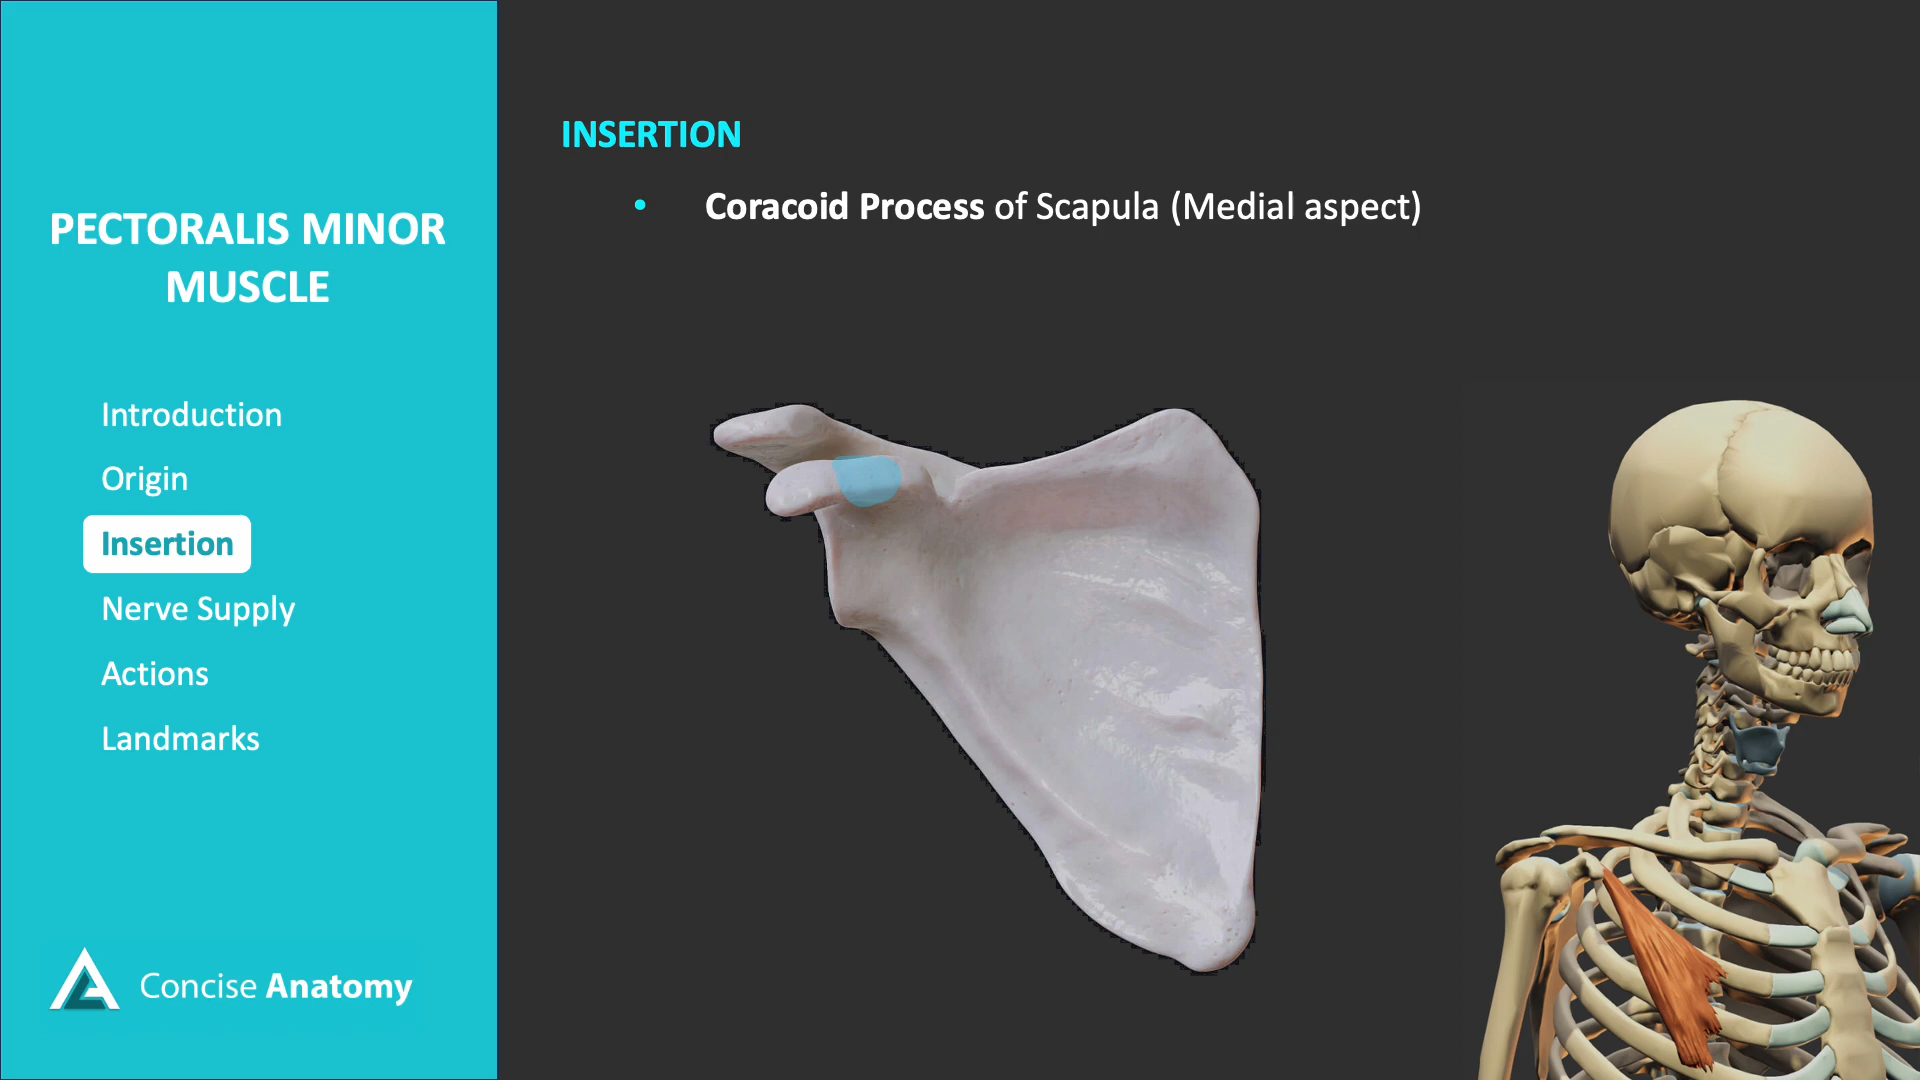 PECTORALIS MINOR
MUSCLE
Introduction
Origin
Insertion
Nerve Supply
Actions
Landmarks
Concise Anatomy
INSERTION
• Coracoid Process of Scapula (Medial aspect)